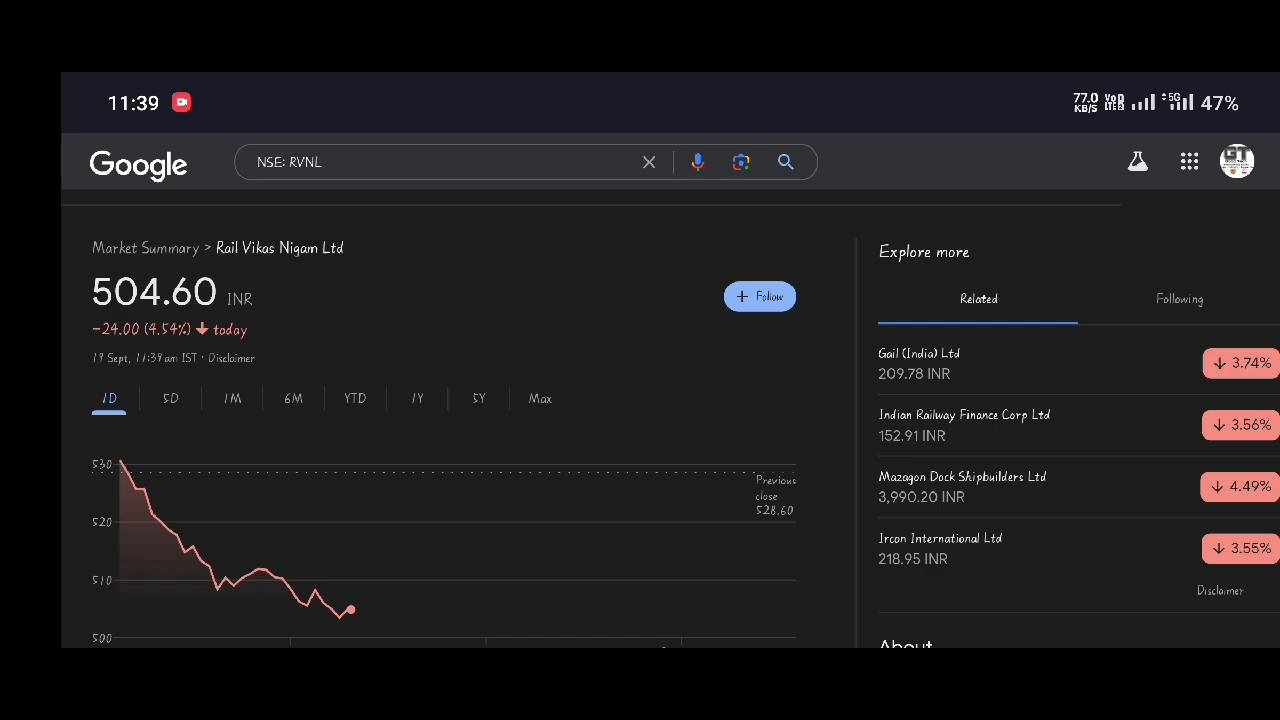 11:39
77.0 KB/S VoD LTE2 5G 47%
Google
NSE: RVNL
GT
Market Summary > Rail Vikas Nigam Ltd
504.60 INR
+ Follow
−24.00 (4.54%) ↓ today
19 Sept, 11:39 am IST • Disclaimer
1D 5D 1M 6M YTD 1Y 5Y Max
530
520
510
500
Previous
close
528.60
Explore more
Related Following
Gail (India) Ltd
209.78 INR
↓ 3.74%
Indian Railway Finance Corp Ltd
152.91 INR
↓ 3.56%
Mazagon Dock Shipbuilders Ltd
3,990.20 INR
↓ 4.49%
Ircon International Ltd
218.95 INR
↓ 3.55%
Disclaimer
About